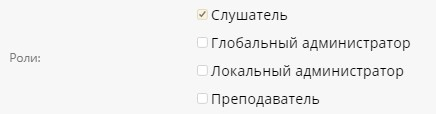 Слушатель
Глобальный администратор
Роли:
Локальный администратор
Преподаватель